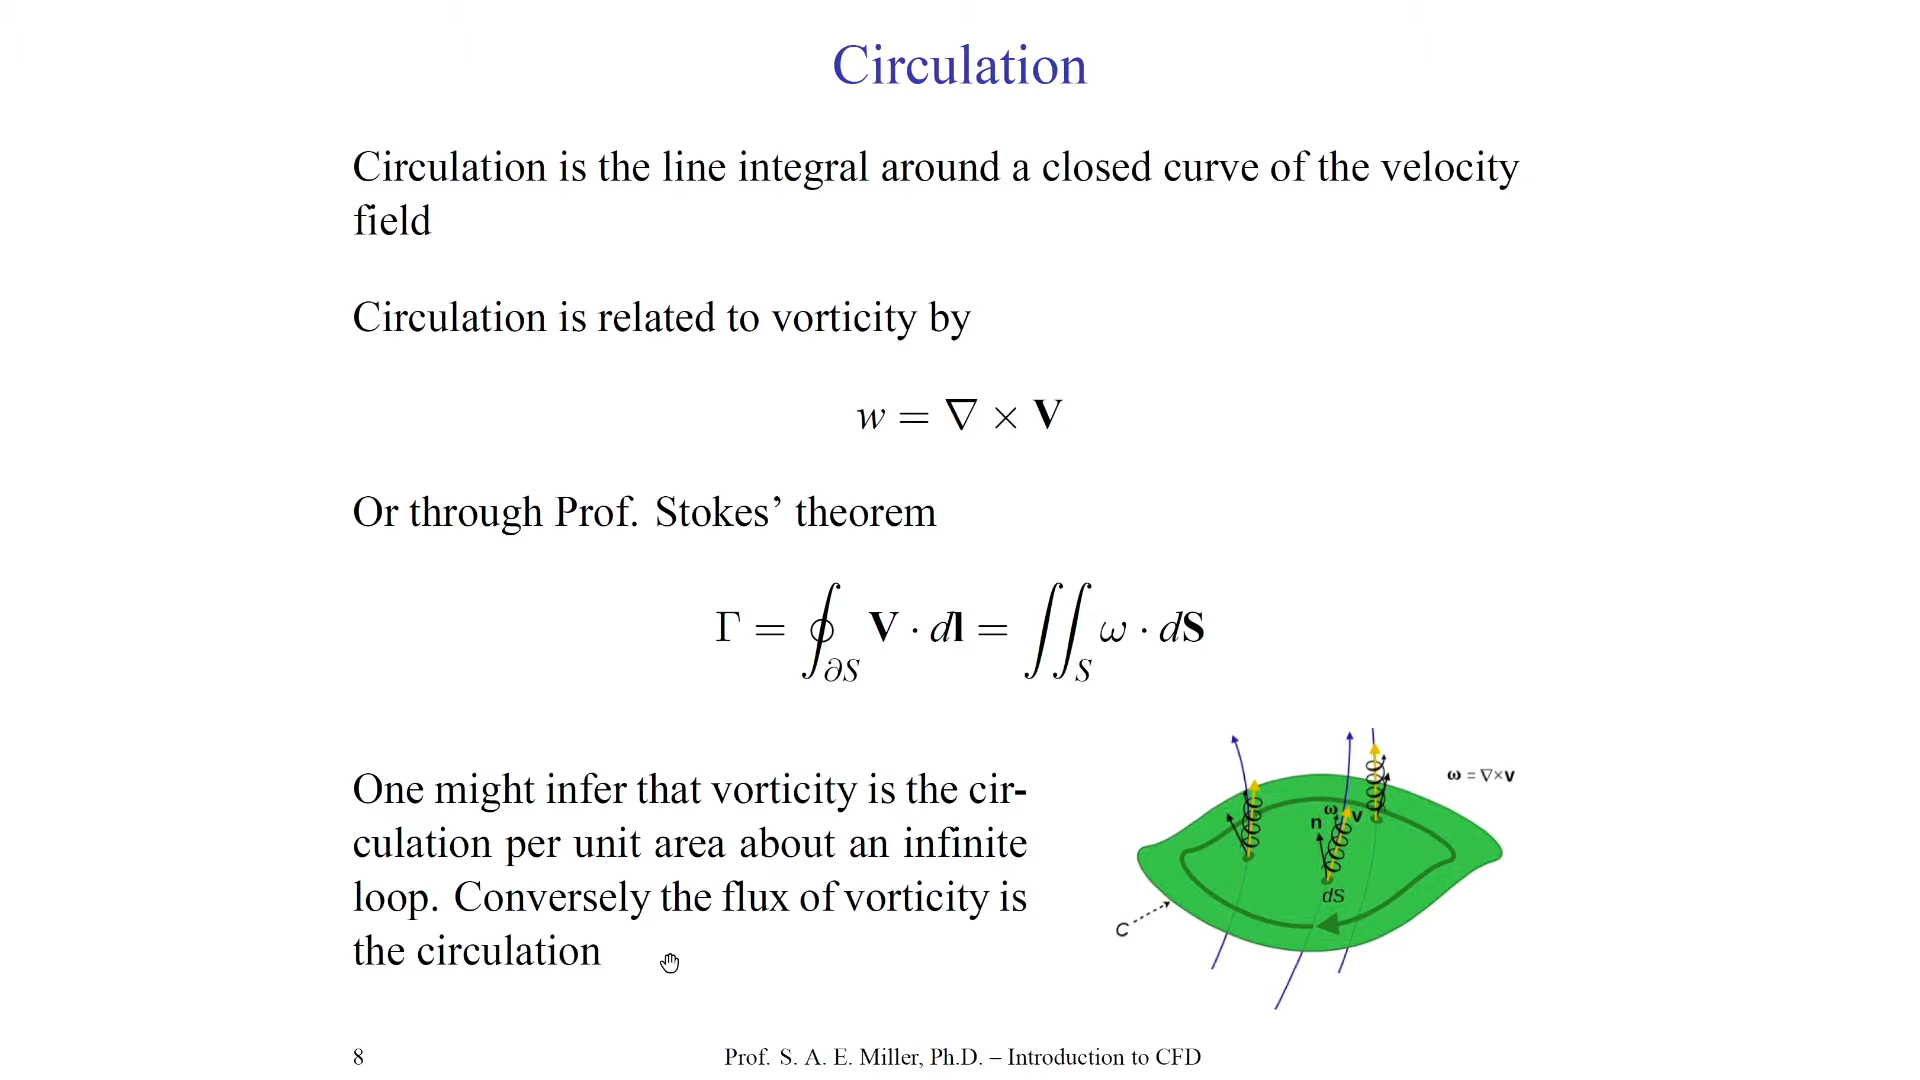 Circulation
Circulation is the line integral around a closed curve of the velocity
field
Circulation is related to vorticity by
w = ∇ × V
Or through Prof. Stokes’ theorem
Γ = ∮∂S V · dl = ∬S ω · dS
One might infer that vorticity is the cir-
culation per unit area about an infinite
loop. Conversely the flux of vorticity is
the circulation
ω = ∇×v
ω
n
v
dS
C
8
Prof. S. A. E. Miller, Ph.D. – Introduction to CFD